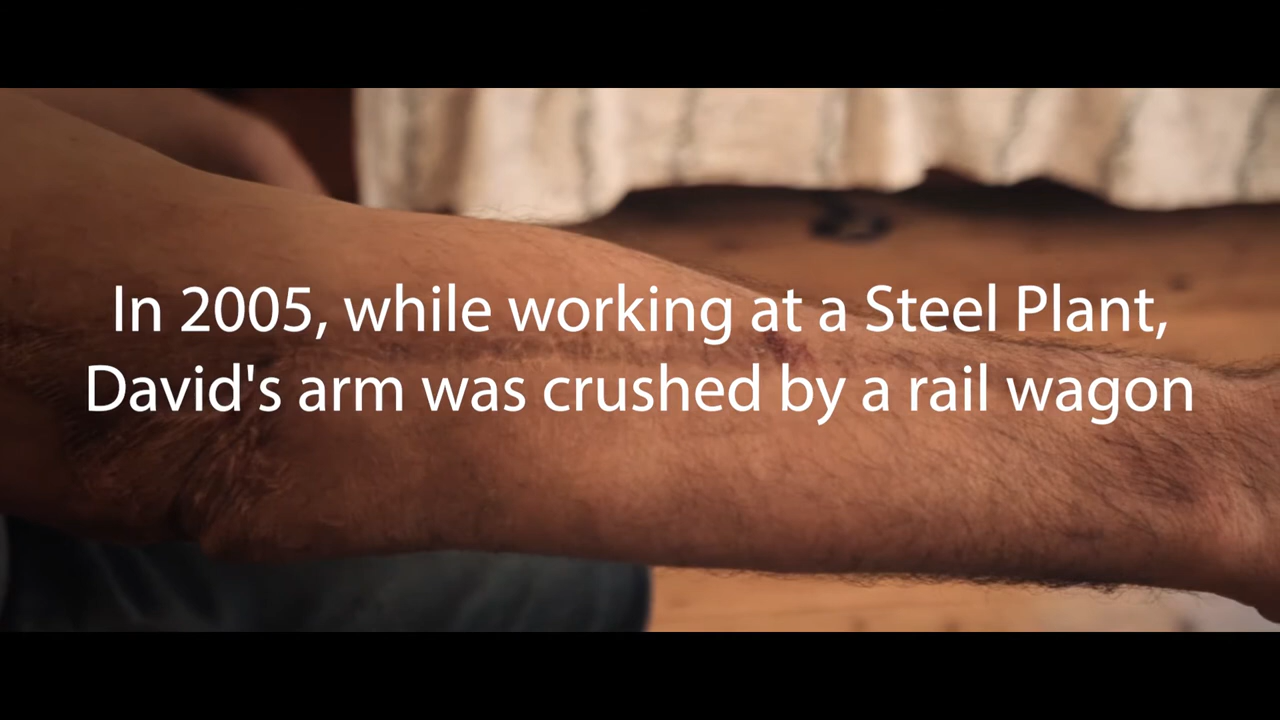 In 2005, while working at a Steel Plant,
David's arm was crushed by a rail wagon